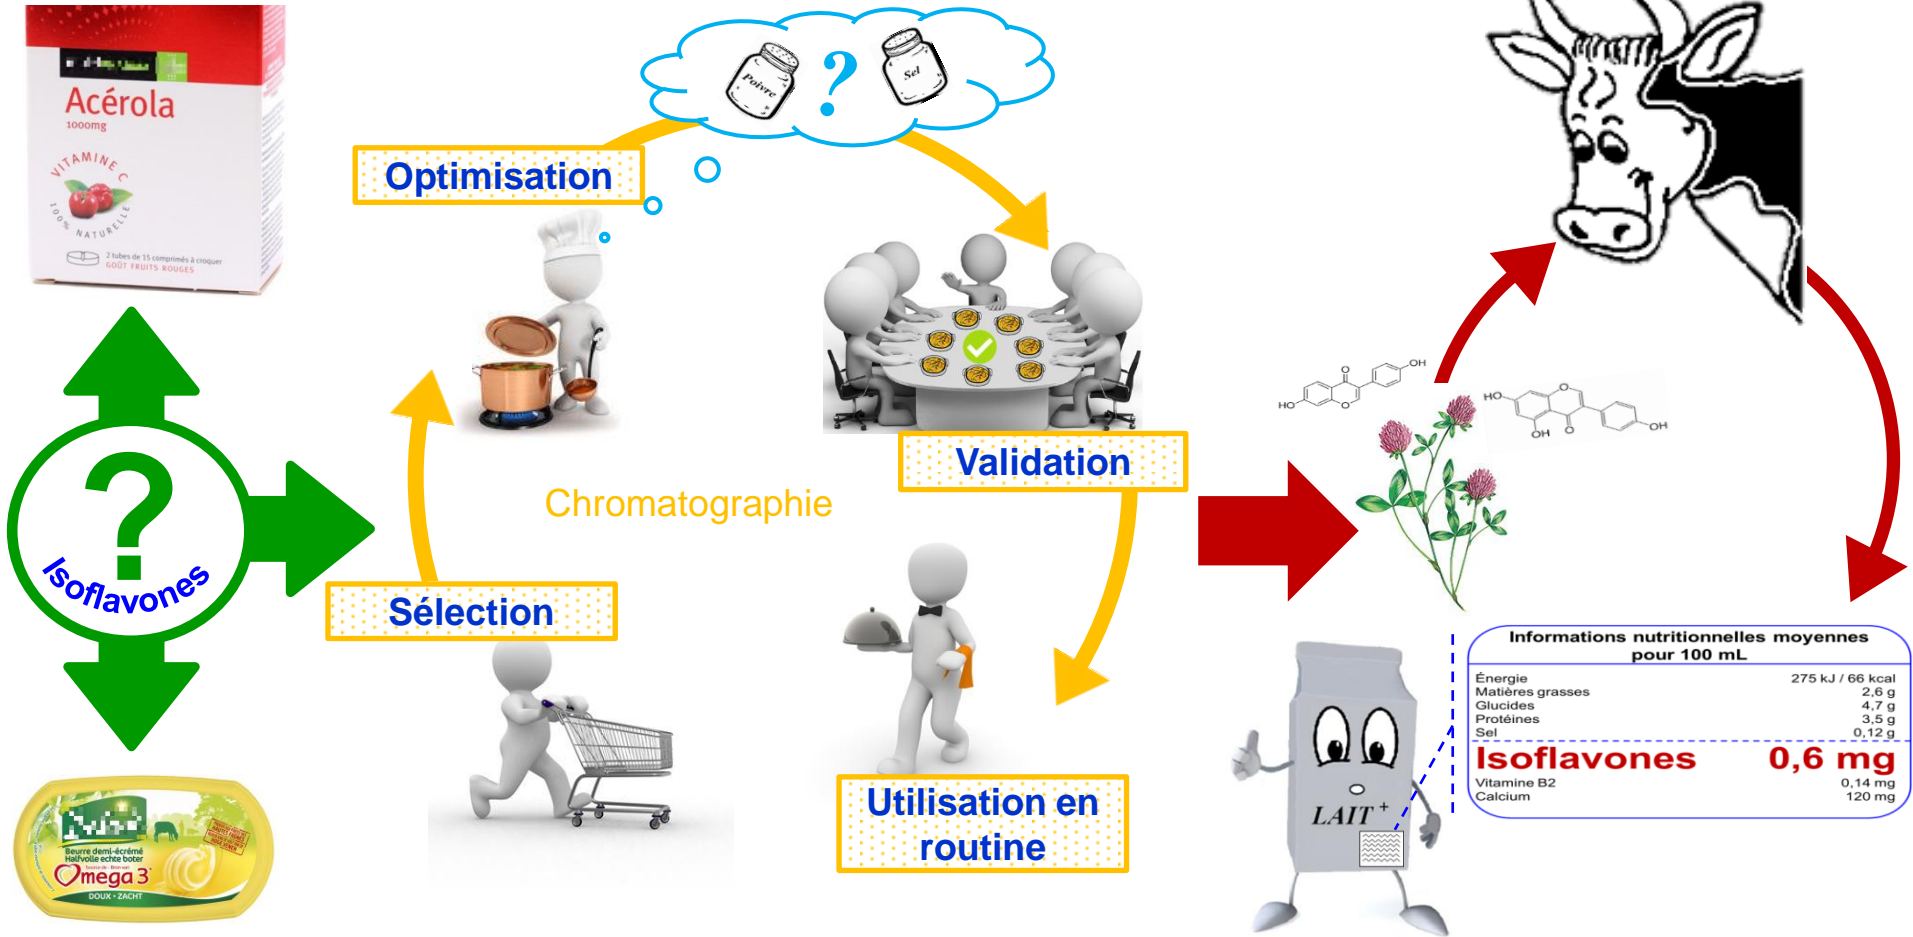 Acérola
1000mg
VITAMINE C
100% NATURELLE
2 tubes de 15 comprimés à croquer
GOÛT FRUITS ROUGES
?
Isoflavones
Beurre demi-écrémé
Halfvolle echte boter
Omega 3
DOUX • ZACHT
Poivre
?
Sel
Optimisation
Validation
Chromatographie
Sélection
Utilisation en
routine
OH
O
HO
O
HO
O
OH
O
OH
LAIT +
Informations nutritionnelles moyennes
pour 100 mL
Énergie 275 kJ / 66 kcal
Matières grasses 2,6 g
Glucides 4,7 g
Protéines 3,5 g
Sel 0,12 g
Isoflavones 0,6 mg
Vitamine B2 0,14 mg
Calcium 120 mg